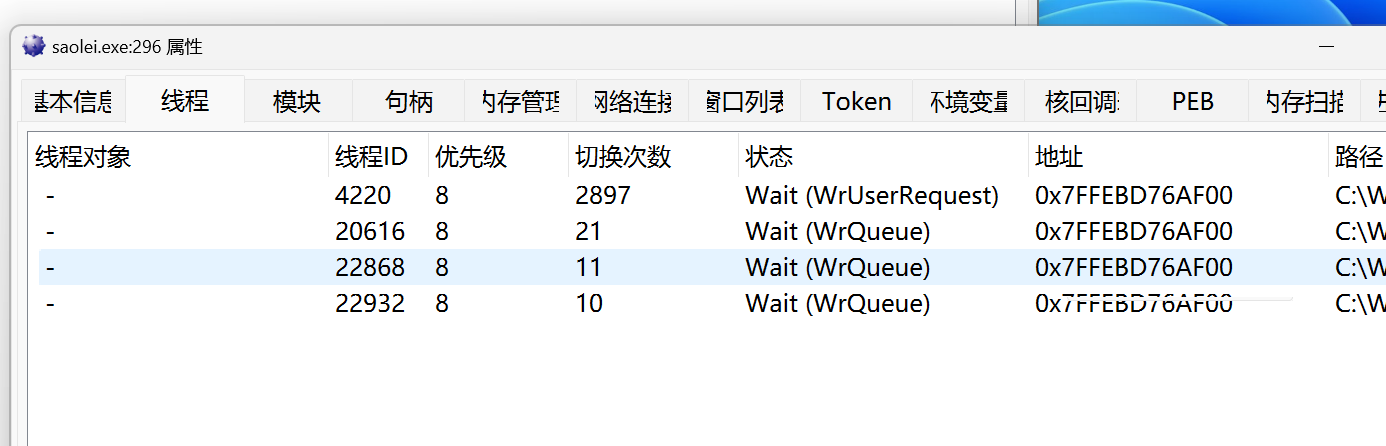 saolei.exe:296 属性
基本信息 线程 模块 句柄 内存管理 网络连接 窗口列表 Token 环境变量 核回调 PEB 内存扫描
线程对象 线程ID 优先级 切换次数 状态 地址 路径
- 4220 8 2897 Wait (WrUserRequest) 0x7FFEBD76AF00 C:\W
- 20616 8 21 Wait (WrQueue) 0x7FFEBD76AF00 C:\W
- 22868 8 11 Wait (WrQueue) 0x7FFEBD76AF00 C:\W
- 22932 8 10 Wait (WrQueue) 0x7FFEBD76AF00 C:\W